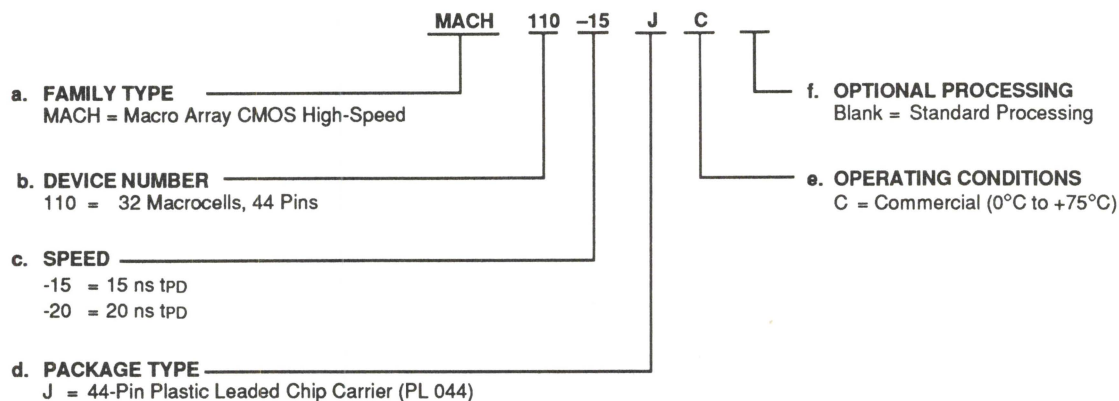 MACH 110 -15 J C
a. FAMILY TYPE
MACH = Macro Array CMOS High-Speed
b. DEVICE NUMBER
110 = 32 Macrocells, 44 Pins
c. SPEED
-15 = 15 ns tPD
-20 = 20 ns tPD
d. PACKAGE TYPE
J = 44-Pin Plastic Leaded Chip Carrier (PL 044)
f. OPTIONAL PROCESSING
Blank = Standard Processing
e. OPERATING CONDITIONS
C = Commercial (0°C to +75°C)